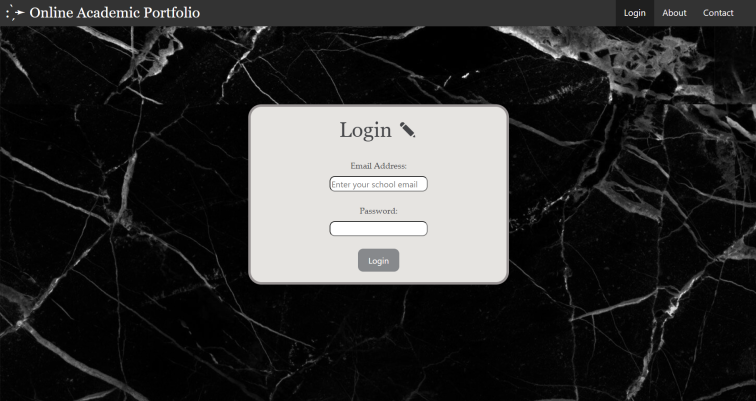 Online Academic Portfolio
Login About Contact
Login
Email Address:
Enter your school email
Password:
Login